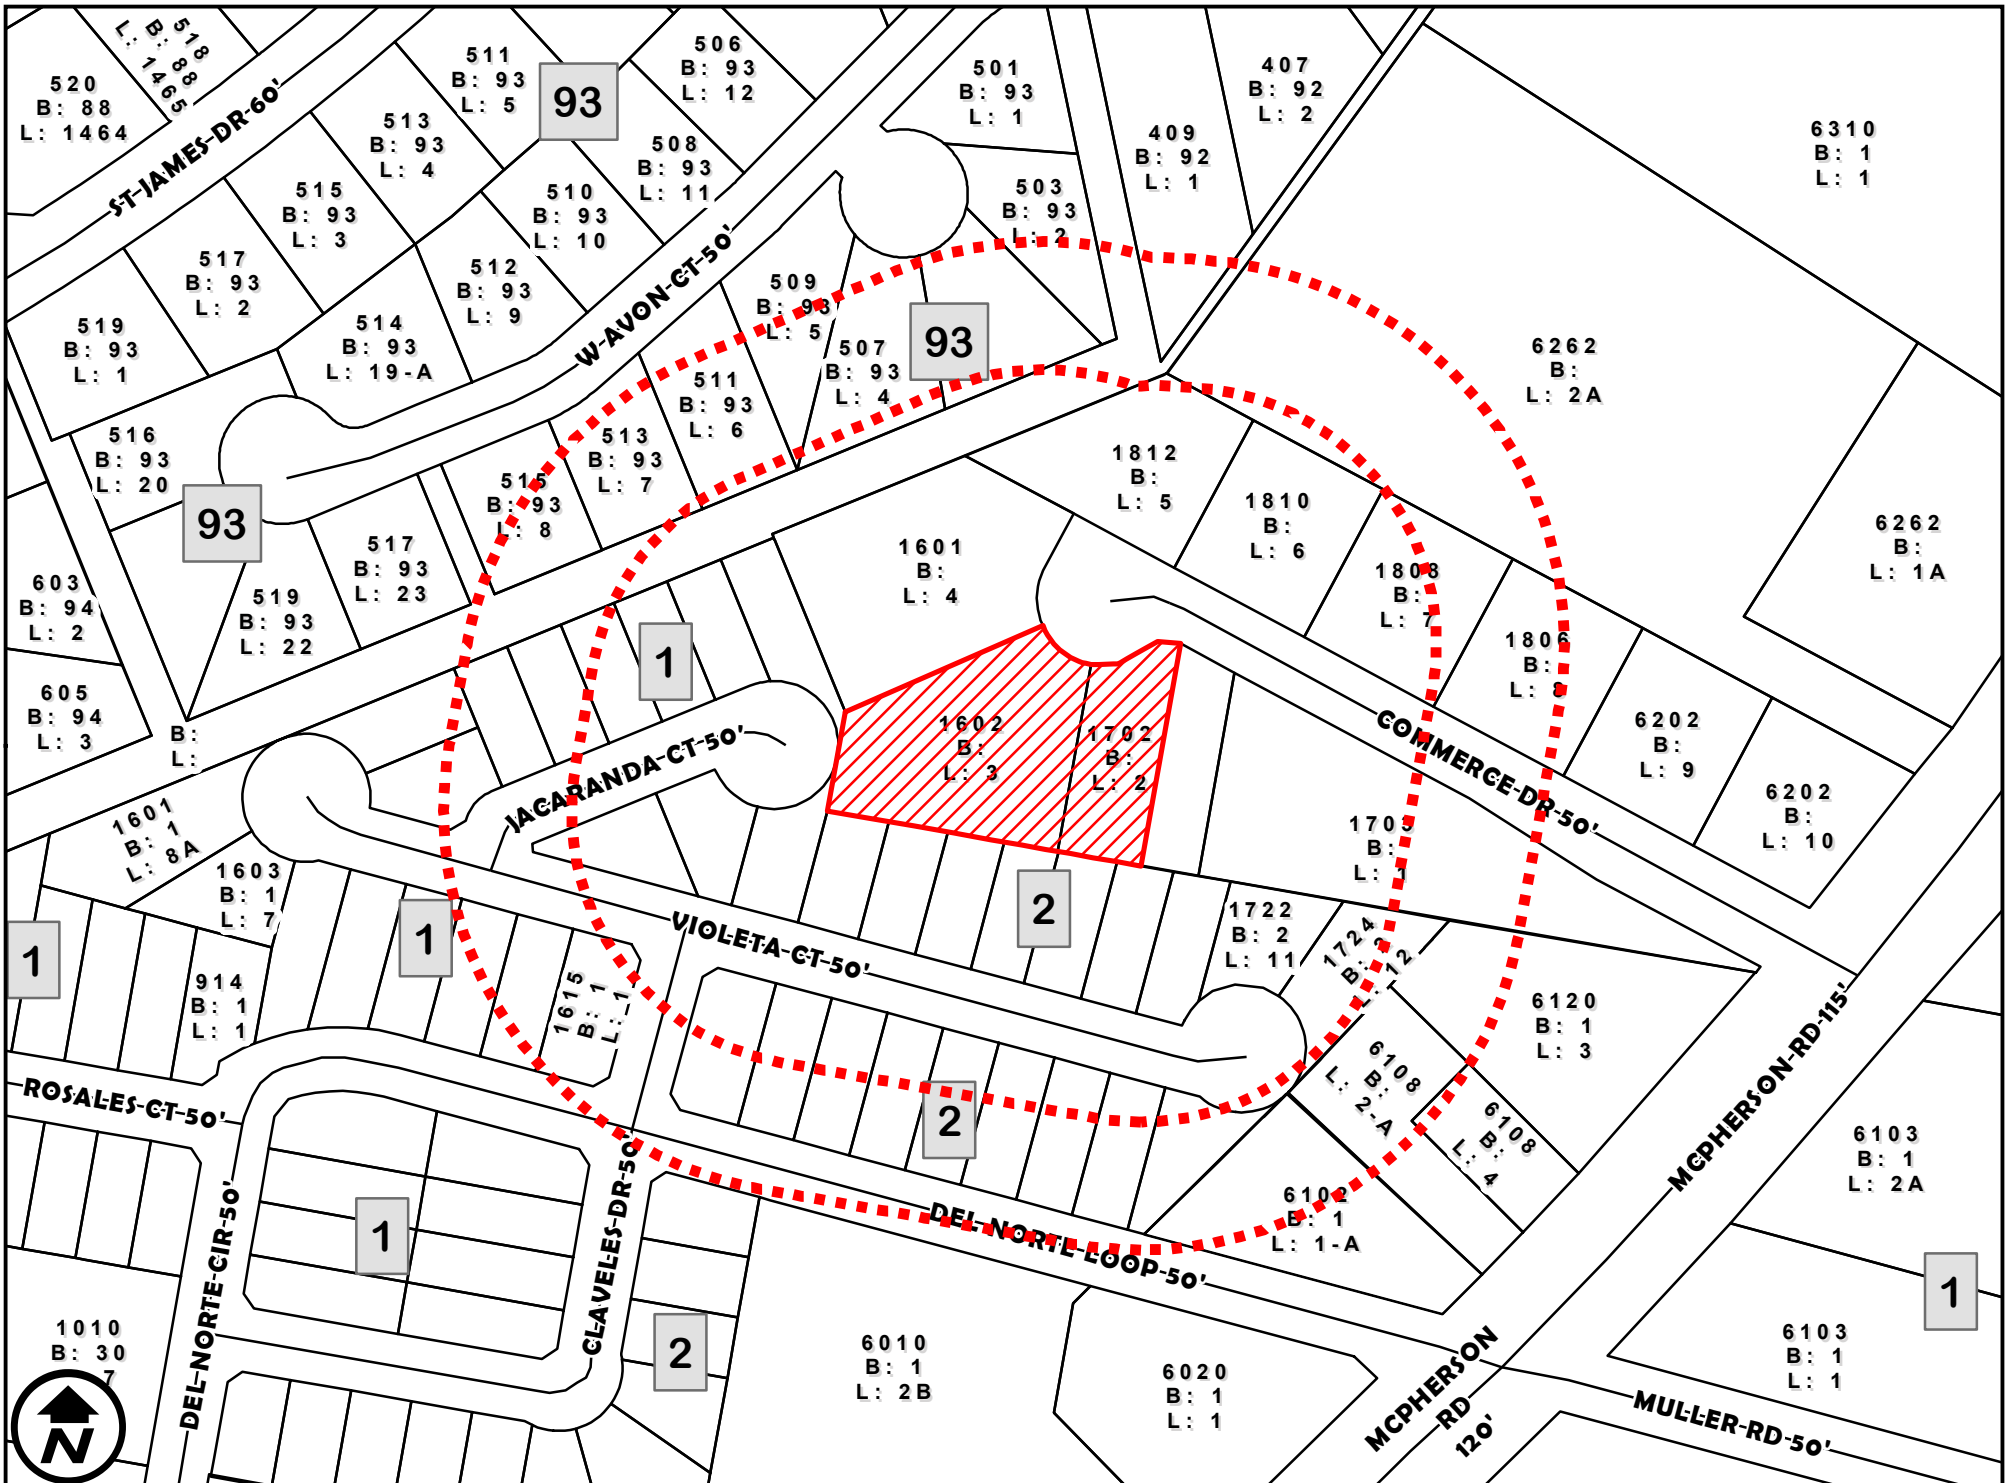 518
B: 88
L: 1465
520
B: 88
L: 1464
ST-JAMES-DR-60'
511
B: 93
L: 5
93
506
B: 93
L: 12
501
B: 93
L: 1
407
B: 92
L: 2
409
B: 92
L: 1
6310
B: 1
L: 1
513
B: 93
L: 4
508
B: 93
L: 11
515
B: 93
L: 3
510
B: 93
L: 10
503
B: 93
L: 2
517
B: 93
L: 2
512
B: 93
L: 9
W-AVON-CT-50'
509
B: 93
L: 5
519
B: 93
L: 1
514
B: 93
L: 19-A
507
B: 93
L: 4
93
6262
B:
L: 2A
511
B: 93
L: 6
513
B: 93
L: 7
516
B: 93
L: 20
515
B: 93
L: 8
1812
B:
L: 5
1810
B:
L: 6
93
517
B: 93
L: 23
6262
B:
L: 1A
1601
B:
L: 4
603
B: 94
L: 2
519
B: 93
L: 22
1808
B:
L: 7
1
1806
B:
L: 8
605
B: 94
L: 3
B:
L:
1602
B:
L: 3
1702
B:
L: 2
JACARANDA-CT-50'
COMMERCE-DR-50'
6202
B:
L: 9
6202
B:
L: 10
1601
B: 1
L: 8A
1603
B: 1
L: 7
B:
L: 1
1
1
2
VIOLETA-CT-50'
1722
B: 2
L: 11
1724
L: 12
914
B: 1
L: 1
1615
B: 1
L: 1
6120
B: 1
L: 3
6108
B:
L: 2-A
6108
B:
L: 4
MCPHERSON-RD-115'
ROSALES-CT-50'
2
6103
B: 1
L: 2A
6102
B: 1
L: 1-A
DEL-NORTE-CIR-50'
1
CLAVELES-DR-50'
DEL-NORTE-LOOP-50'
1
1010
B: 30
7
2
6010
B: 1
L: 2B
6020
B: 1
L: 1
6103
B: 1
L: 1
MCPHERSON
RD
120'
MULLER-RD-50'
N